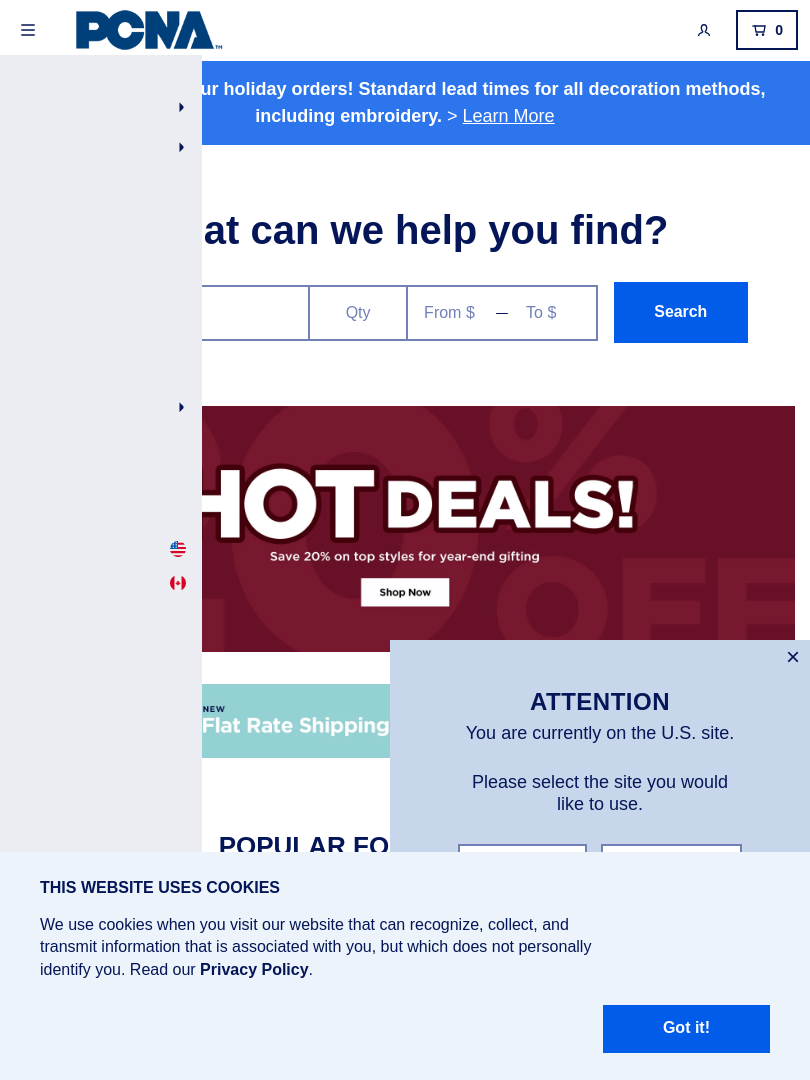 PCNA™
0
ur holiday orders! Standard lead times for all decoration methods,
including embroidery. > Learn More
at can we help you find?
Qty
From $ — To $
Search
HOT DEALS!
Save 20% on top styles for year-end gifting
Shop Now
% OFF
NEW
Flat Rate Shipping
×
ATTENTION
You are currently on the U.S. site.
Please select the site you would
like to use.
POPULAR FO
THIS WEBSITE USES COOKIES
We use cookies when you visit our website that can recognize, collect, and
transmit information that is associated with you, but which does not personally
identify you. Read our Privacy Policy.
Got it!